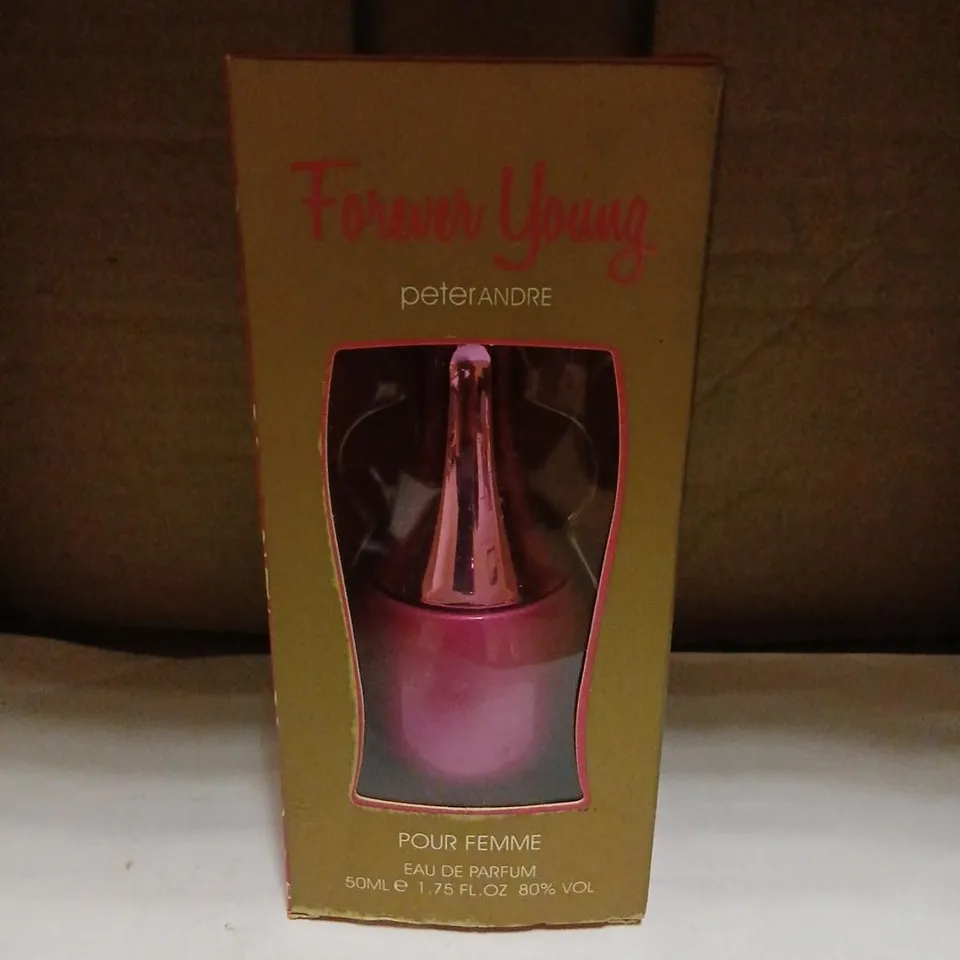 Forever Young
peterANDRE
POUR FEMME
EAU DE PARFUM
50ML e 1.75 FL.OZ 80% VOL